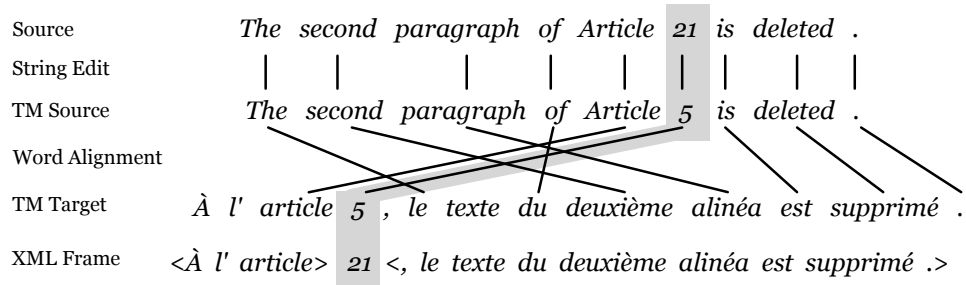 Source The second paragraph of Article 21 is deleted .
String Edit
TM Source The second paragraph of Article 5 is deleted .
Word Alignment
TM Target À l' article 5 , le texte du deuxième alinéa est supprimé .
XML Frame <À l' article> 21 <, le texte du deuxième alinéa est supprimé .>